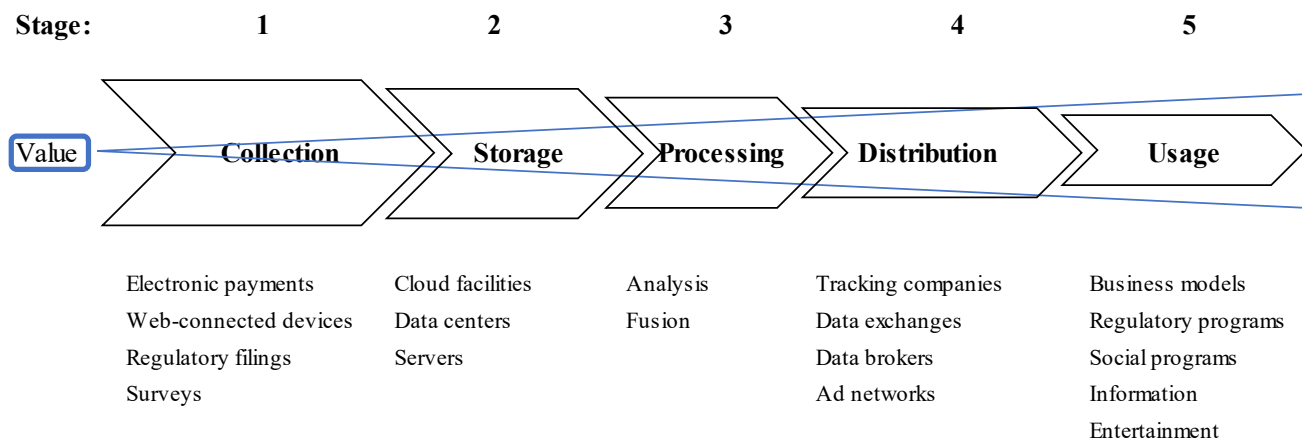 Stage: 1 2 3 4 5
Value Collection Storage Processing Distribution Usage
Electronic payments Cloud facilities Analysis Tracking companies Business models
Web-connected devices Data centers Fusion Data exchanges Regulatory programs
Regulatory filings Servers Data brokers Social programs
Surveys Ad networks Information
Entertainment